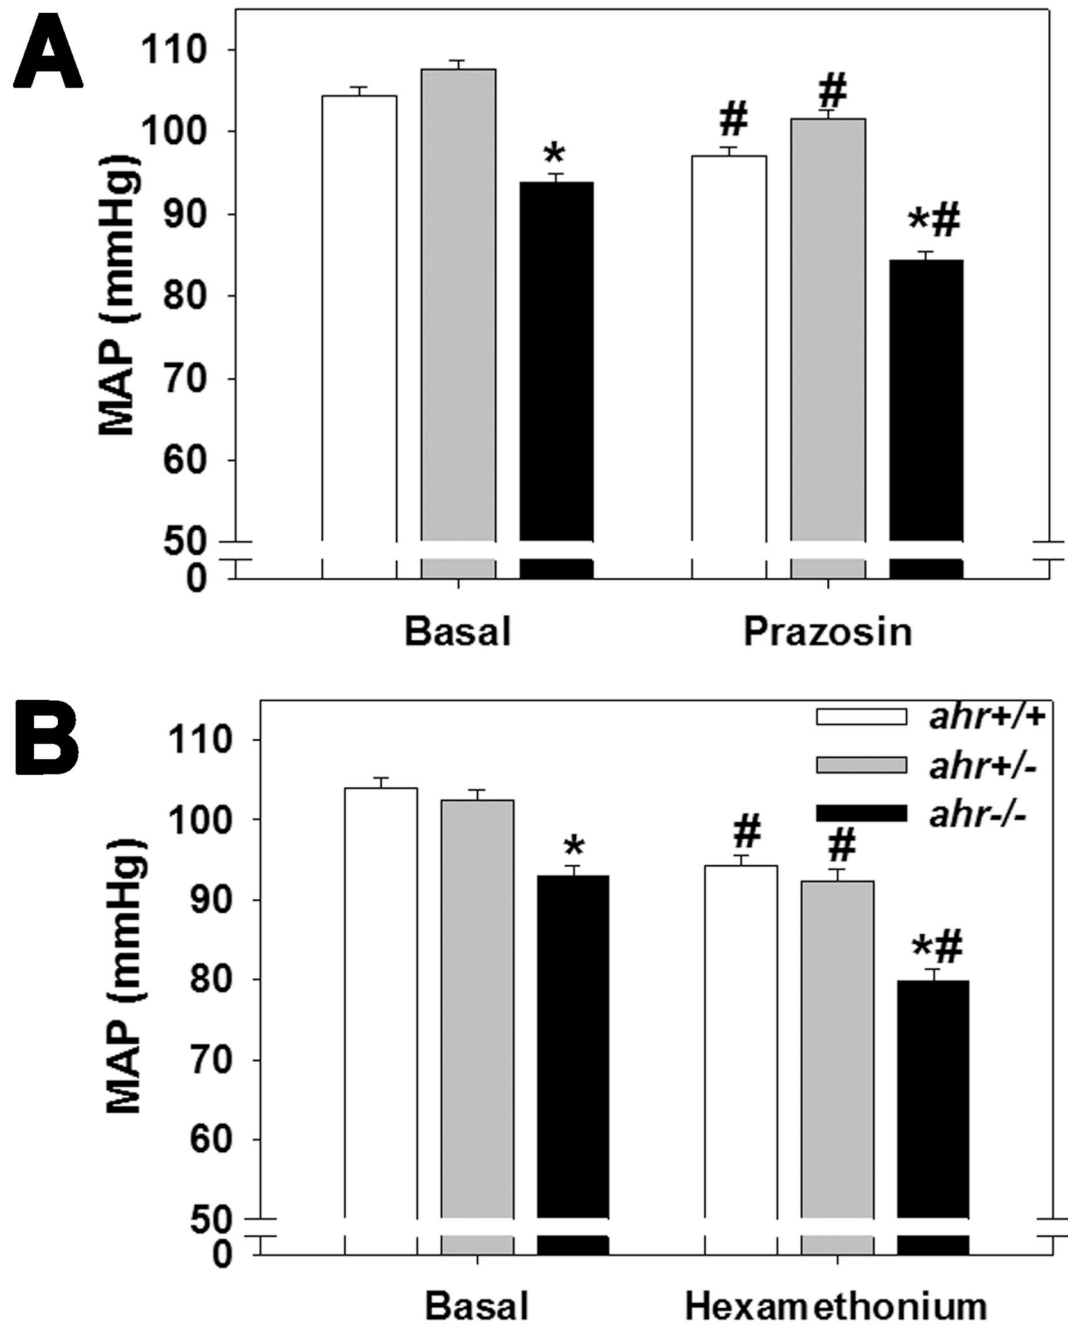 A
MAP (mmHg)
110
100
90
80
70
60
50
0
#
#
*
*#
Basal
Prazosin
B
MAP (mmHg)
110
100
90
80
70
60
50
0
ahr+/+
ahr+/-
ahr-/-
#
#
*
*#
Basal
Hexamethonium